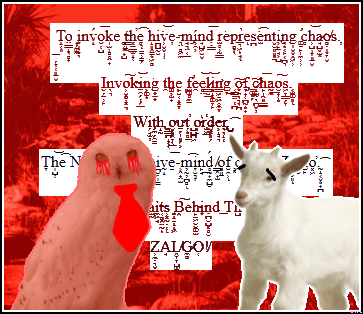 To invoke the hive-mind representing chaos.
Invoking the feeling of chaos.
With out order.
The N hive-mind of
aits Behind T
ZALGO!